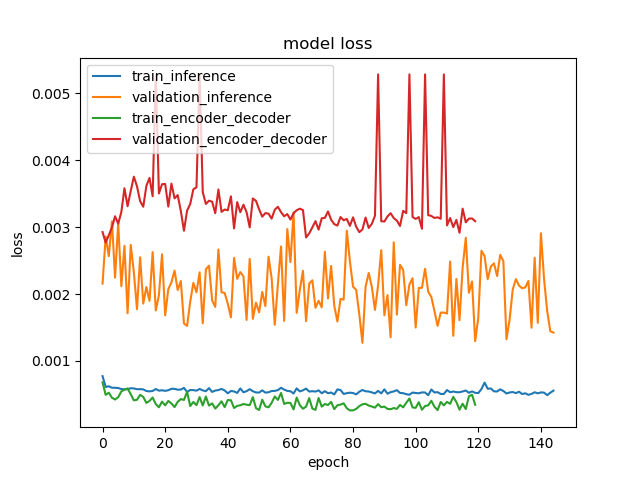 model loss
train_inference
validation_inference
train_encoder_decoder
validation_encoder_decoder
0.005
0.004
0.003
0.002
0.001
loss
0 20 40 60 80 100 120 140
epoch